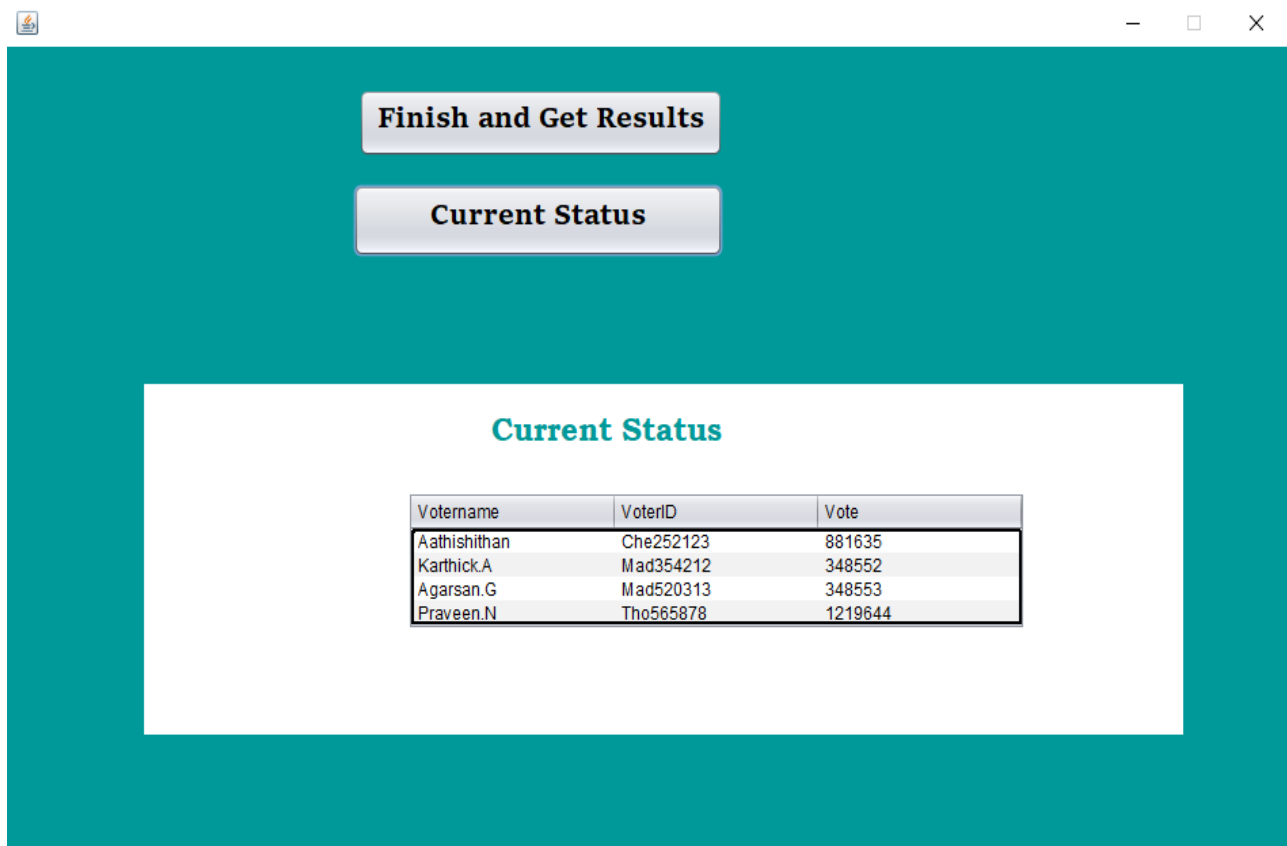 Finish and Get Results
Current Status
Current Status
Votername VoterID Vote
Aathishithan Che252123 881635
Karthick.A Mad354212 348552
Agarsan.G Mad520313 348553
Praveen.N Tho565878 1219644